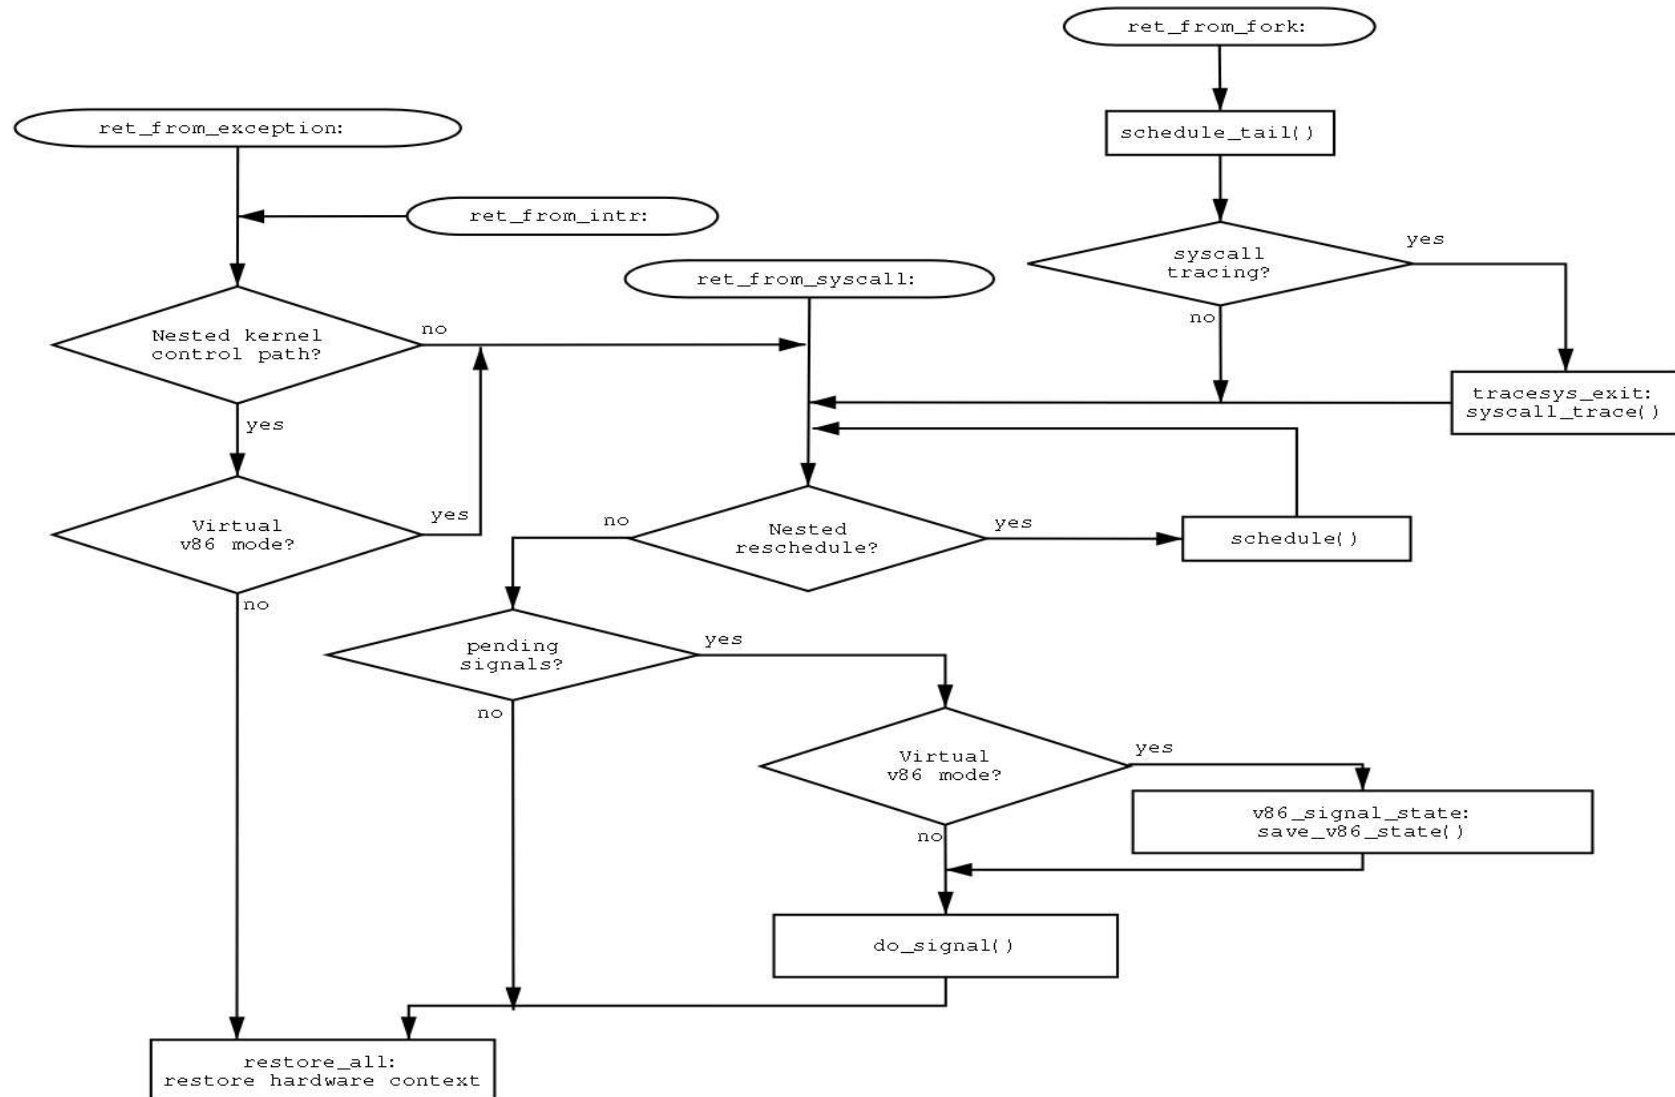 ret_from_fork:
ret_from_exception:
schedule_tail()
ret_from_intr:
yes
syscall
tracing?
ret_from_syscall:
no
no
Nested kernel
control path?
tracesys_exit:
syscall_trace()
yes
yes
no
yes
Virtual
v86 mode?
Nested
reschedule?
schedule()
no
yes
pending
signals?
no
yes
Virtual
v86 mode?
v86_signal_state:
save_v86_state()
no
do_signal()
restore_all:
restore hardware context